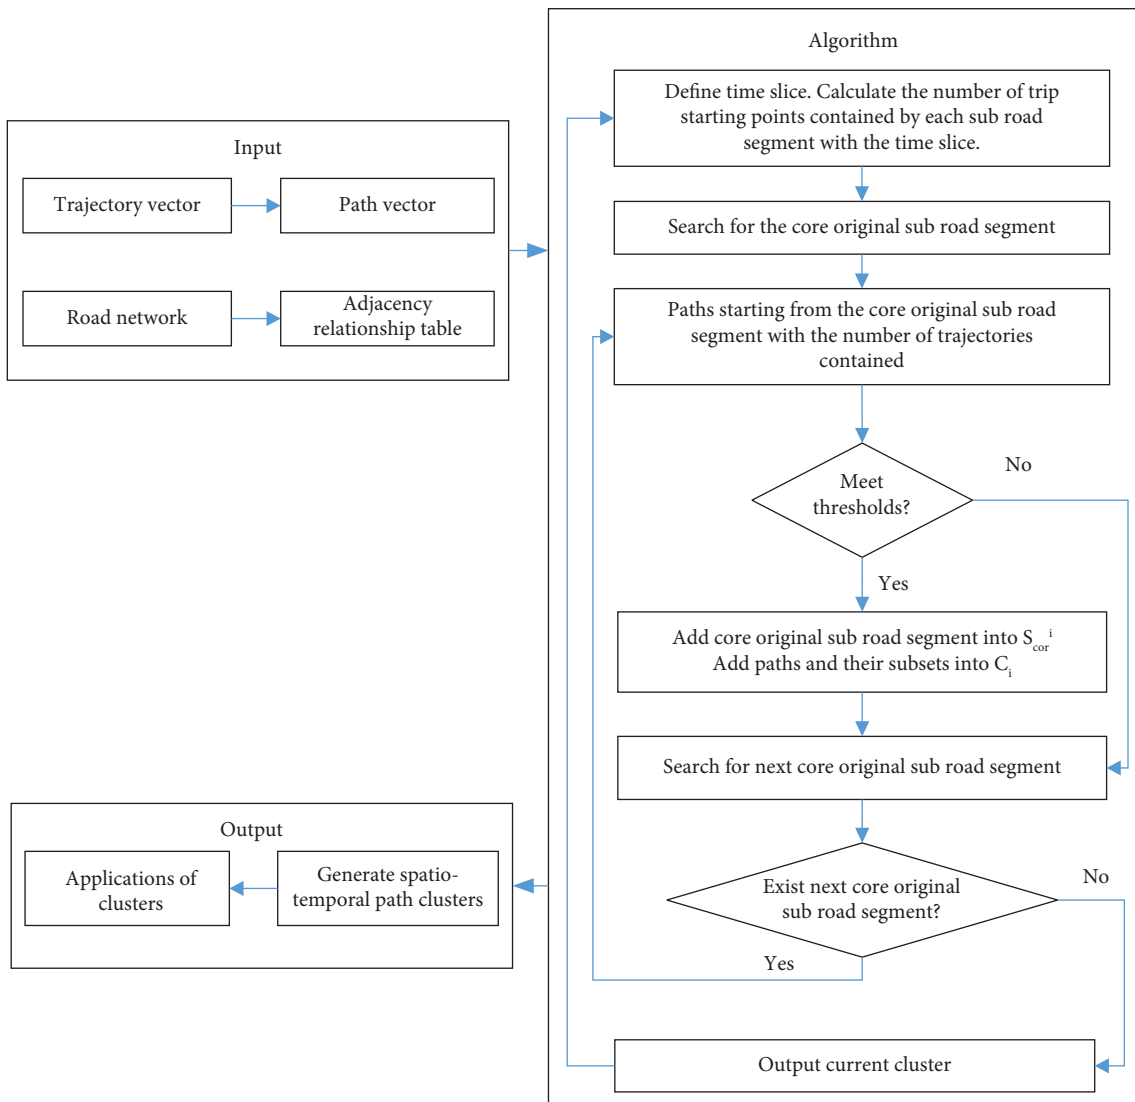 Input
Trajectory vector
Path vector
Road network
Adjacency
relationship table
Algorithm
Define time slice. Calculate the number of trip
starting points contained by each sub road
segment with the time slice.
Search for the core original sub road segment
Paths starting from the core original sub road
segment with the number of trajectories
contained
Meet
thresholds?
No
Yes
Add core original sub road segment into S_cor^i
Add paths and their subsets into C_i
Search for next core original sub road segment
Exist next core original
sub road segment?
No
Yes
Output current cluster
Output
Applications of
clusters
Generate spatio-
temporal path clusters